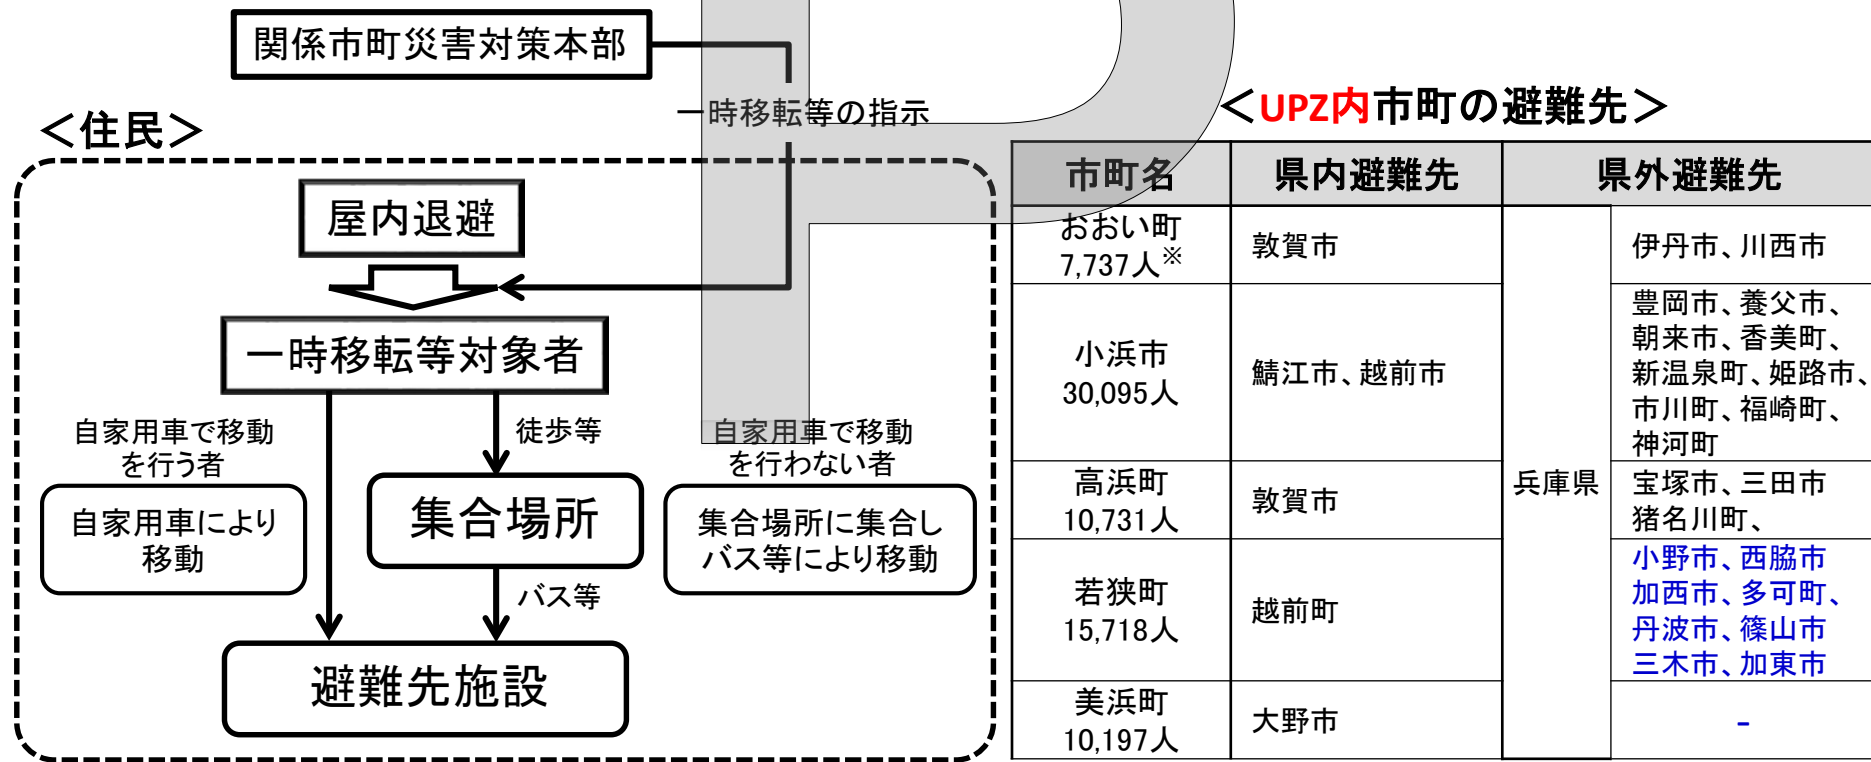 関係市町災害対策本部
一時移転等の指示
＜住民＞
屋内退避
一時移転等対象者
自家用車で移動
を行う者
徒歩等
自家用車で移動
を行わない者
自家用車により
移動
集合場所
集合場所に集合し
バス等により移動
バス等
避難先施設
＜UPZ内市町の避難先＞
市町名 県内避難先 県外避難先
おおい町
7,737人※
敦賀市
伊丹市、川西市
小浜市
30,095人
鯖江市、越前市
豊岡市、養父市、
朝来市、香美町、
新温泉町、姫路市、
市川町、福崎町、
神河町
高浜町
10,731人
敦賀市
兵庫県
宝塚市、三田市
猪名川町、
若狭町
15,718人
越前町
小野市、西脇市
加西市、多可町、
丹波市、篠山市
三木市、加東市
美浜町
10,197人
大野市
-